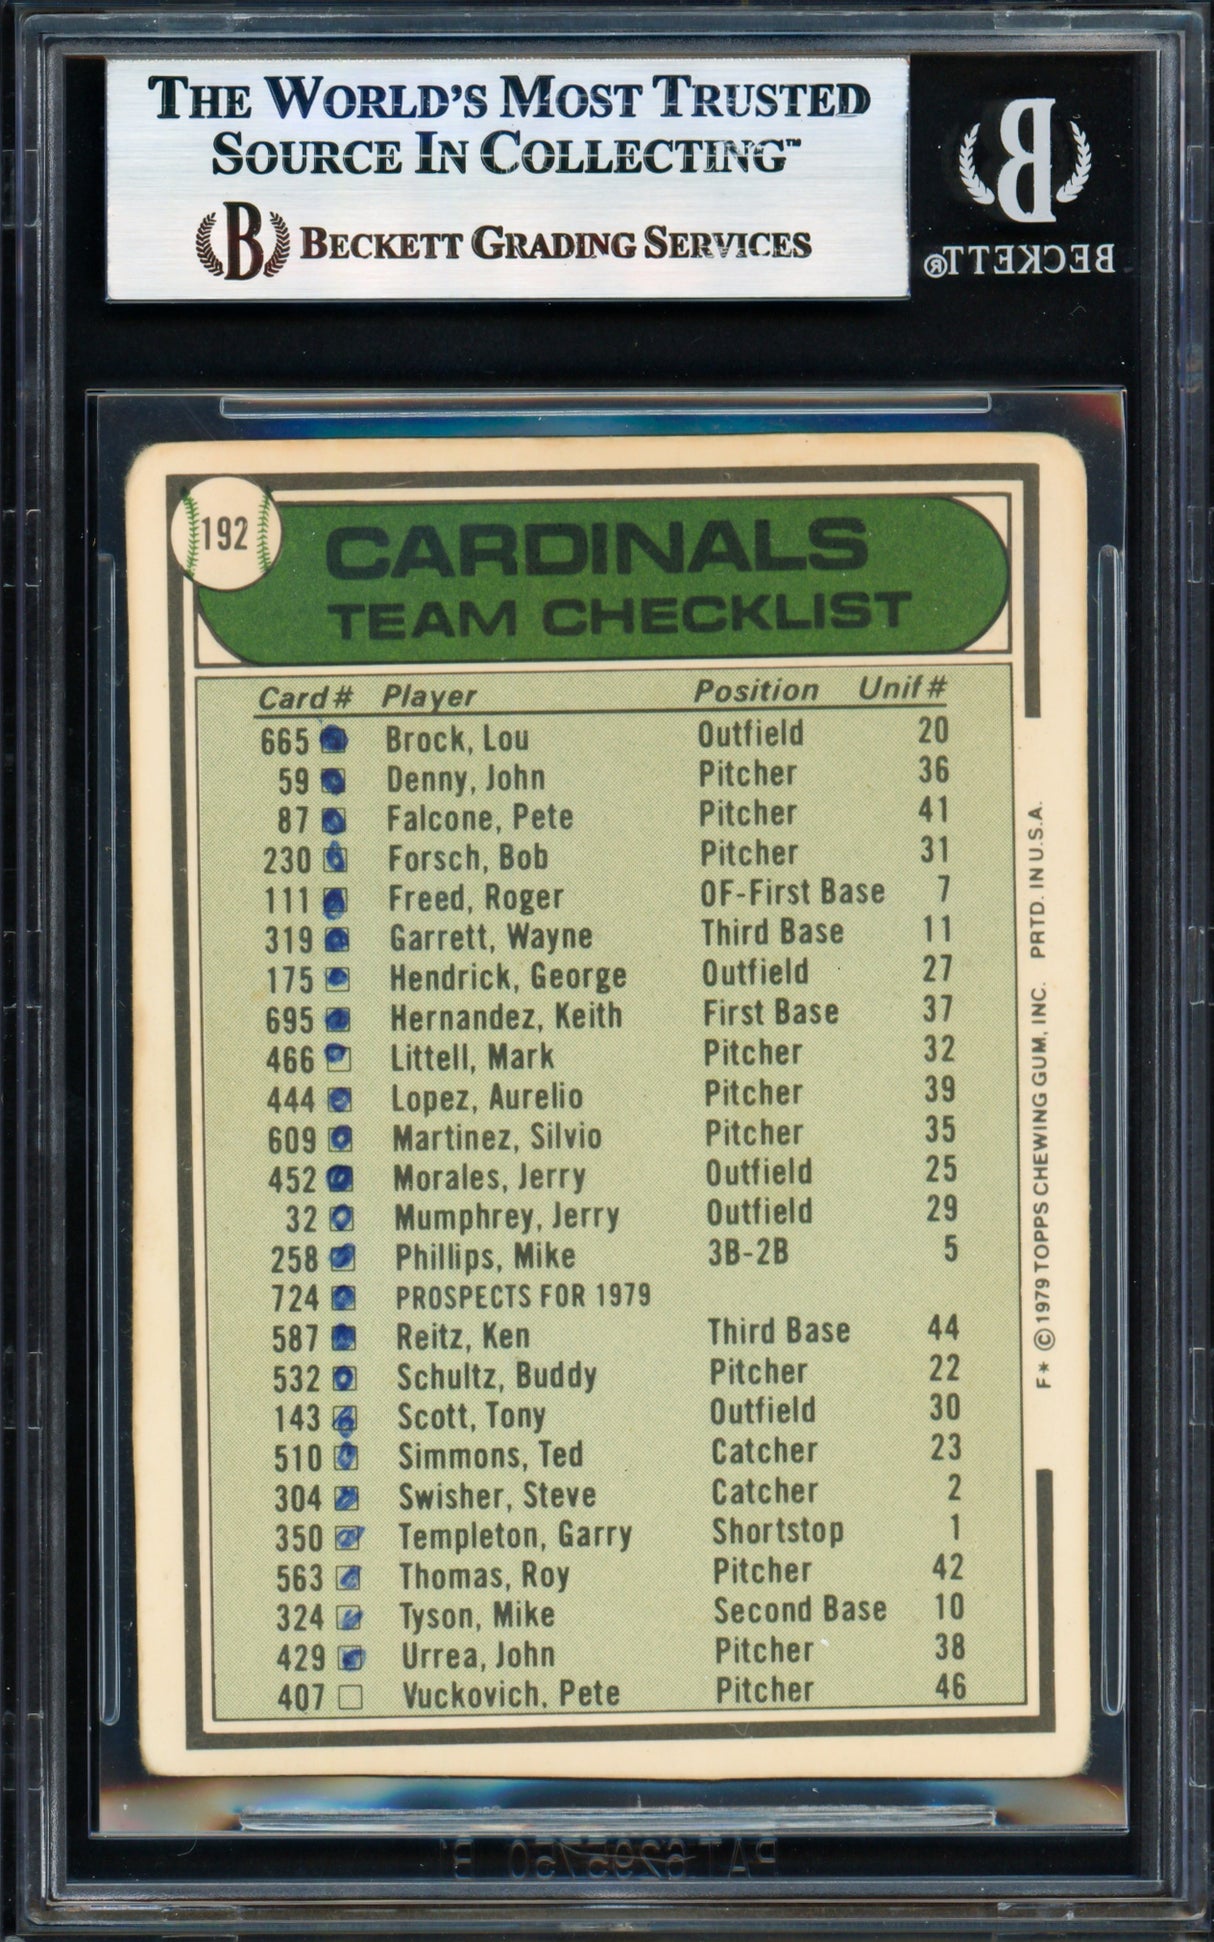 THE WORLD'S MOST TRUSTED
SOURCE IN COLLECTING™
B BECKETT GRADING SERVICES
B
BECKETT®
192
CARDINALS
TEAM CHECKLIST
Card# Player Position Unif#
665 Brock, Lou Outfield 20
59 Denny, John Pitcher 36
87 Falcone, Pete Pitcher 41
230 Forsch, Bob Pitcher 31
111 Freed, Roger OF-First Base 7
319 Garrett, Wayne Third Base 11
175 Hendrick, George Outfield 27
695 Hernandez, Keith First Base 37
466 Littell, Mark Pitcher 32
444 Lopez, Aurelio Pitcher 39
609 Martinez, Silvio Pitcher 35
452 Morales, Jerry Outfield 25
32 Mumphrey, Jerry Outfield 29
258 Phillips, Mike 3B-2B 5
724 PROSPECTS FOR 1979
587 Reitz, Ken Third Base 44
532 Schultz, Buddy Pitcher 22
143 Scott, Tony Outfield 30
510 Simmons, Ted Catcher 23
304 Swisher, Steve Catcher 2
350 Templeton, Garry Shortstop 1
563 Thomas, Roy Pitcher 42
324 Tyson, Mike Second Base 10
429 Urrea, John Pitcher 38
407 Vuckovich, Pete Pitcher 46
F* © 1979 TOPPS CHEWING GUM, INC. PRTD. IN U.S.A.
PAT 6295750 B1